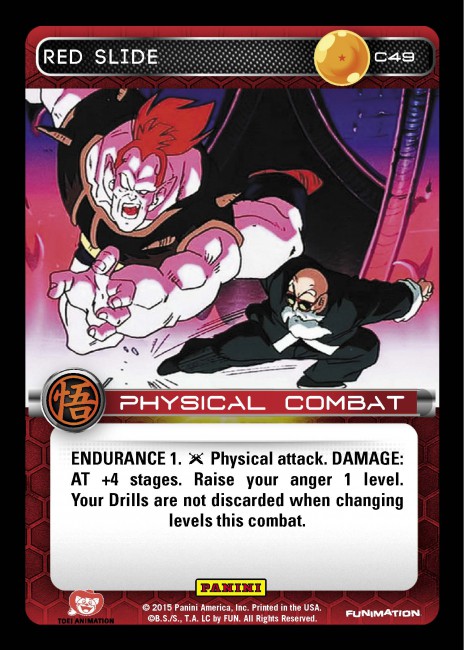 RED SLIDE
C49
悟
PHYSICAL COMBAT
ENDURANCE 1. Physical attack. DAMAGE:
AT +4 stages. Raise your anger 1 level.
Your Drills are not discarded when changing
levels this combat.
PANINI
TOEI ANIMATION
© 2015 Panini America, Inc. Printed in the USA.
©B.S./S., T.A. LC by FUN. All Rights Reserved.
FUNIMATION